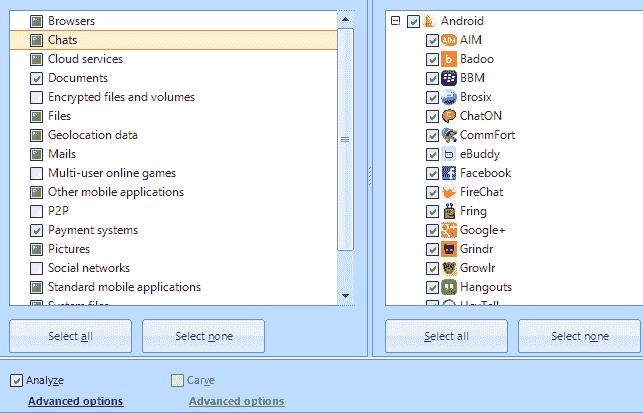 Browsers
Chats
Cloud services
Documents
Encrypted files and volumes
Files
Geolocation data
Mails
Multi-user online games
Other mobile applications
P2P
Payment systems
Pictures
Social networks
Standard mobile applications
System files
Select all
Select none
Android
AIM
AIM
Badoo
BBM
Brosix
ChatON
CommFort
eBuddy
Facebook
FireChat
Fring
Google+
Grindr
Growlr
Hangouts
HeyTell
Select all
Select none
Analyze
Advanced options
Carve
Advanced options